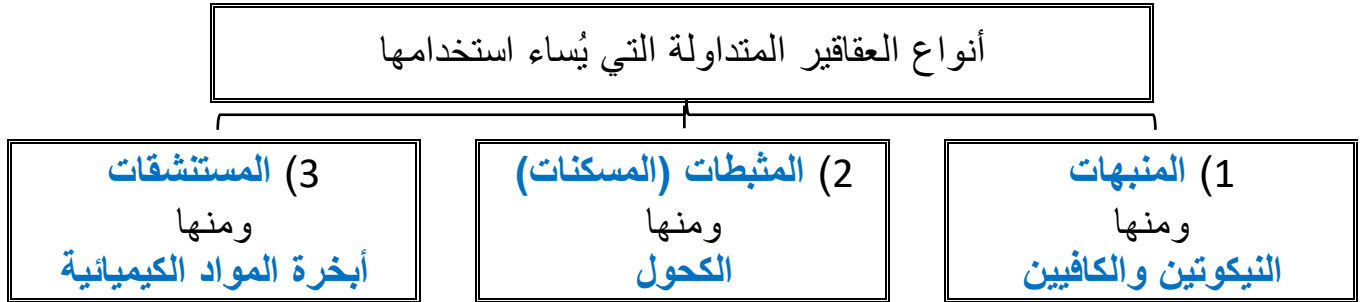 أنواع العقاقير المتداولة التي يُساء استخدامها
1) المنبهات
ومنها
النيكوتين والكافيين
2) المثبطات (المسكنات)
ومنها
الكحول
3) المستنشقات
ومنها
أبخرة المواد الكيميائية